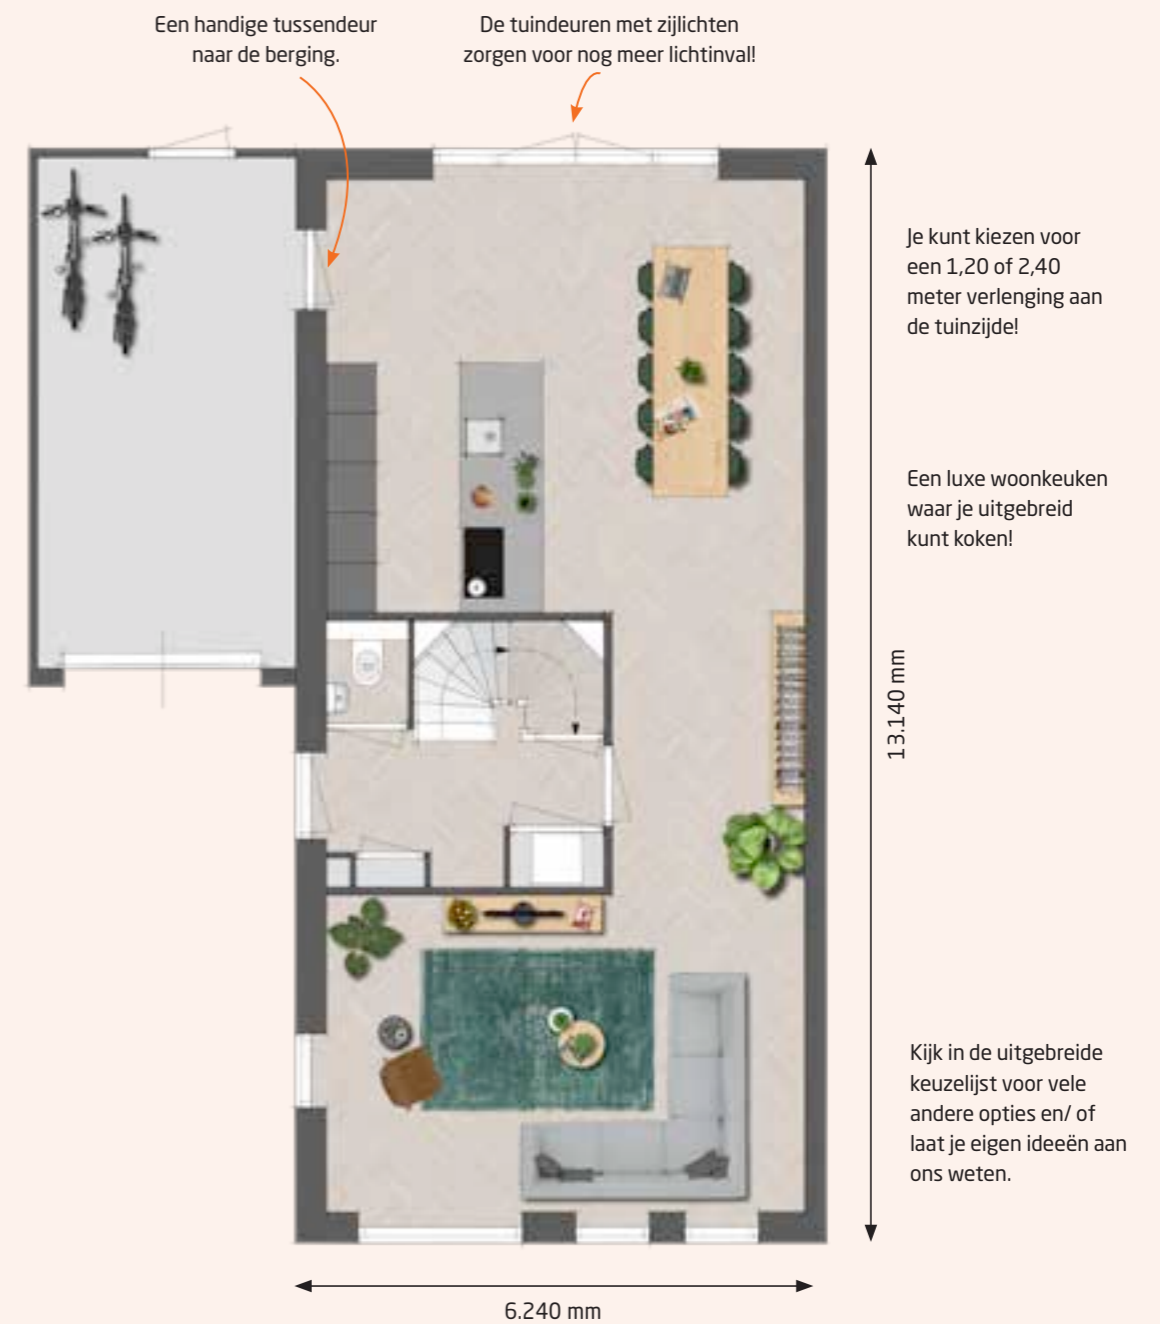 Een handige tussendeur
naar de berging.
De tuindeuren met zijlichten
zorgen voor nog meer lichtinval!
Je kunt kiezen voor
een 1,20 of 2,40
meter verlenging aan
de tuinzijde!
Een luxe woonkeuken
waar je uitgebreid
kunt koken!
13.140 mm
Kijk in de uitgebreide
keuzelijst voor vele
andere opties en/ of
laat je eigen ideeën aan
ons weten.
6.240 mm